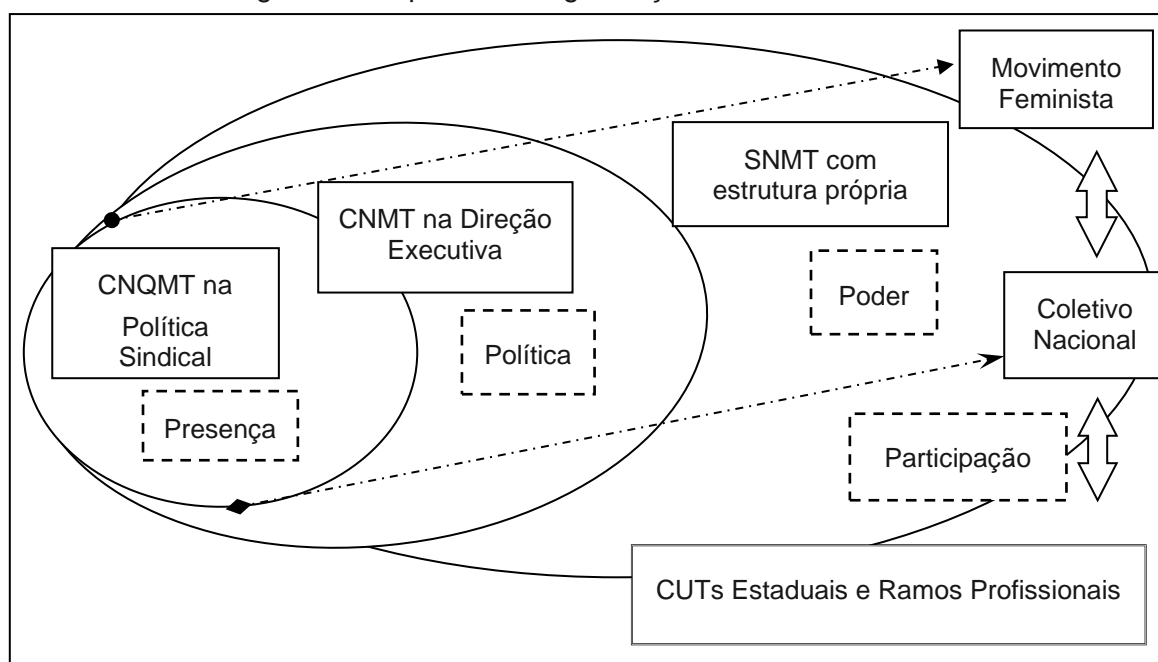 Movimento
Feminista
SNMT com
estrutura própria
CNMT na Direção
Executiva
CNQMT na
Política
Sindical
Poder
Coletivo
Nacional
Política
Presença
Participação
CUTs Estaduais e Ramos Profissionais